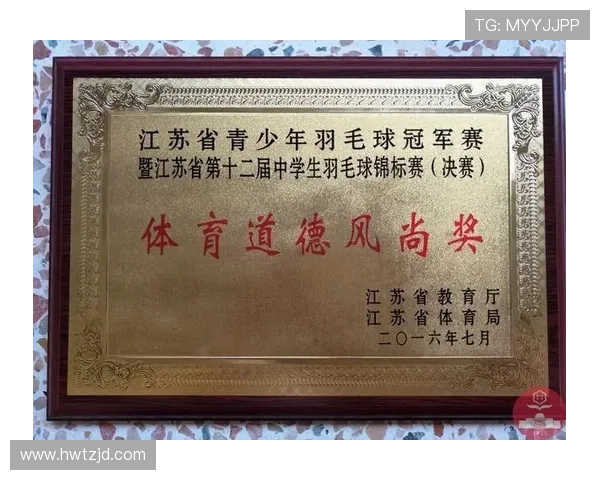 TG: MYYJJPP
江苏省青少年羽毛球冠军赛
暨江苏省第十二届中学生羽毛球锦标赛（决赛）
体育道德风尚奖
江苏省教育厅
江苏省体育局
二〇一六年七月
www.hwtzjd.com